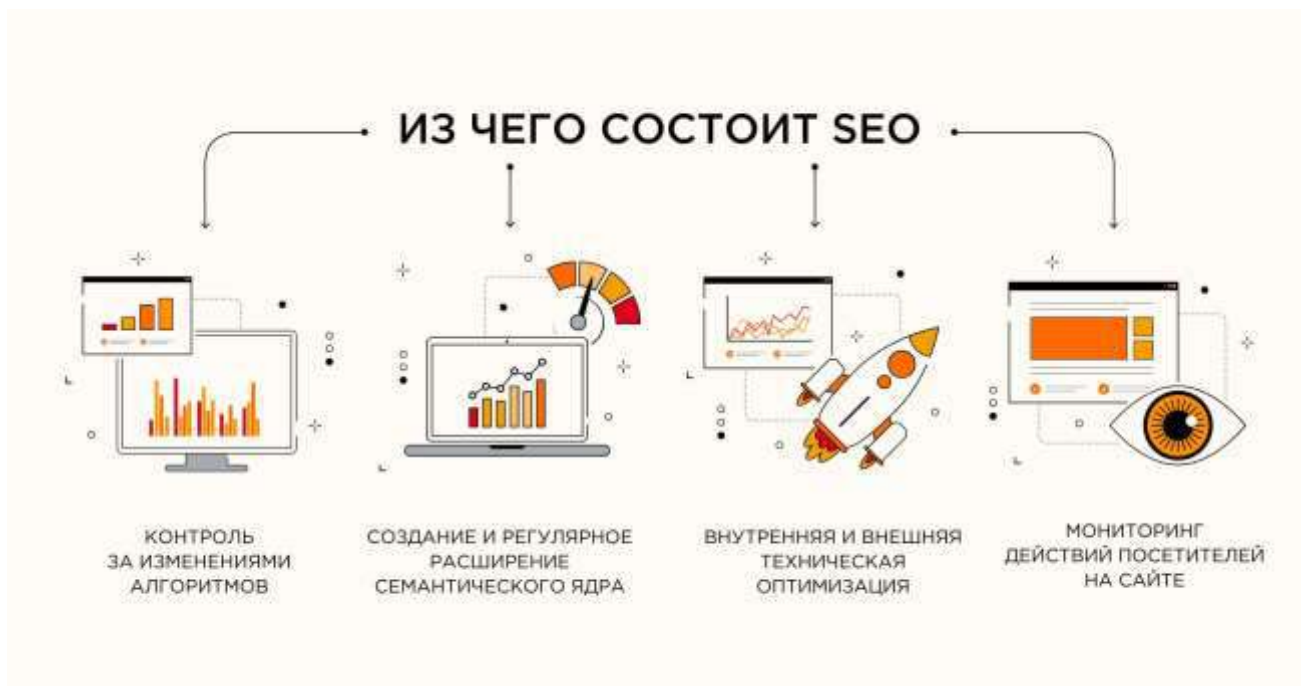 ИЗ ЧЕГО СОСТОИТ SEO
КОНТРОЛЬ
ЗА ИЗМЕНЕНИЯМИ
АЛГОРИТМОВ
СОЗДАНИЕ И РЕГУЛЯРНОЕ
РАСШИРЕНИЕ
СЕМАНТИЧЕСКОГО ЯДРА
ВНУТРЕННЯЯ И ВНЕШНЯЯ
ТЕХНИЧЕСКАЯ
ОПТИМИЗАЦИЯ
МОНИТОРИНГ
ДЕЙСТВИЙ ПОСЕТИТЕЛЕЙ
НА САЙТЕ